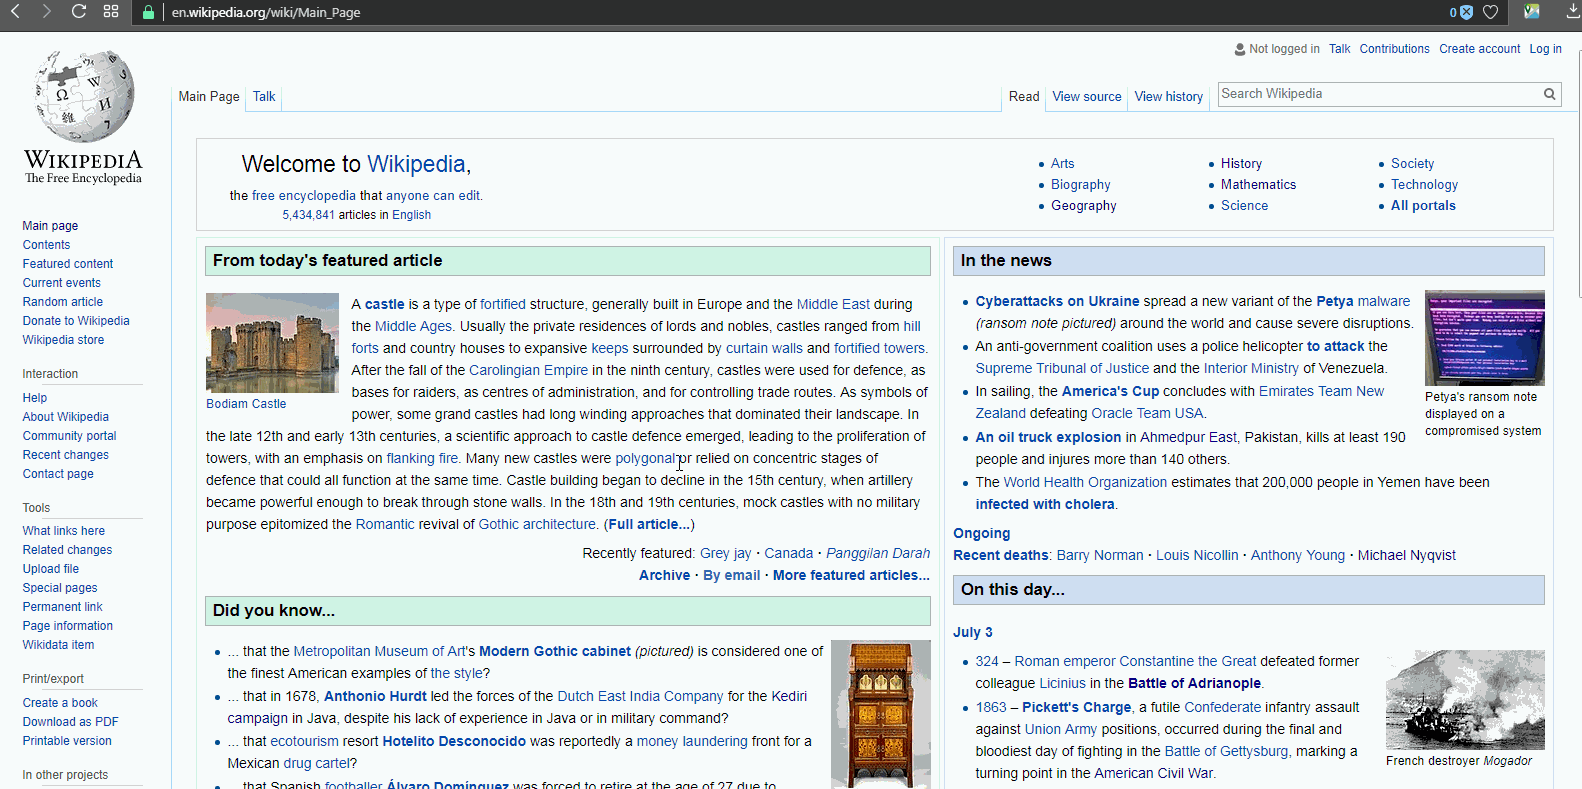 en.wikipedia.org/wiki/Main_Page
0
Not logged in Talk Contributions Create account Log in
Main Page Talk
Read View source View history
Search Wikipedia
Ω W И 維 7
WIKIPEDIA
The Free Encyclopedia
Main page
Contents
Featured content
Current events
Random article
Donate to Wikipedia
Wikipedia store
Interaction
Help
About Wikipedia
Community portal
Recent changes
Contact page
Tools
What links here
Related changes
Upload file
Special pages
Permanent link
Page information
Wikidata item
Print/export
Create a book
Download as PDF
Printable version
In other projects
Welcome to Wikipedia,
the free encyclopedia that anyone can edit.
5,434,841 articles in English
Arts
Biography
Geography
History
Mathematics
Science
Society
Technology
All portals
From today's featured article
Bodiam Castle
A castle is a type of fortified structure, generally built in Europe and the Middle East during
the Middle Ages. Usually the private residences of lords and nobles, castles ranged from hill
forts and country houses to expansive keeps surrounded by curtain walls and fortified towers.
After the fall of the Carolingian Empire in the ninth century, castles were used for defence, as
bases for raiders, as centres of administration, and for controlling trade routes. As symbols of
power, some grand castles had long winding approaches that dominated their landscape. In
the late 12th and early 13th centuries, a scientific approach to castle defence emerged, leading to the proliferation of
towers, with an emphasis on flanking fire. Many new castles were polygonal or relied on concentric stages of
defence that could all function at the same time. Castle building began to decline in the 15th century, when artillery
became powerful enough to break through stone walls. In the 18th and 19th centuries, mock castles with no military
purpose epitomized the Romantic revival of Gothic architecture. (Full article...)
Recently featured: Grey jay · Canada · Panggilan Darah
Archive · By email · More featured articles...
Did you know...
... that the Metropolitan Museum of Art's Modern Gothic cabinet (pictured) is considered one of
the finest American examples of the style?
... that in 1678, Anthonio Hurdt led the forces of the Dutch East India Company for the Kediri
campaign in Java, despite his lack of experience in Java or in military command?
... that ecotourism resort Hotelito Desconocido was reportedly a money laundering front for a
Mexican drug cartel?
... that Spanish footballer Álvaro Domínguez was forced to retire at the age of 27 due to
In the news
Cyberattacks on Ukraine spread a new variant of the Petya malware
(ransom note pictured) around the world and cause severe disruptions.
An anti-government coalition uses a police helicopter to attack the
Supreme Tribunal of Justice and the Interior Ministry of Venezuela.
In sailing, the America's Cup concludes with Emirates Team New
Zealand defeating Oracle Team USA.
An oil truck explosion in Ahmedpur East, Pakistan, kills at least 190
people and injures more than 140 others.
The World Health Organization estimates that 200,000 people in Yemen have been
infected with cholera.
Petya's ransom note
displayed on a
compromised system
Ongoing
Recent deaths: Barry Norman · Louis Nicollin · Anthony Young · Michael Nyqvist
On this day...
July 3
324 – Roman emperor Constantine the Great defeated former
colleague Licinius in the Battle of Adrianople.
1863 – Pickett's Charge, a futile Confederate infantry assault
against Union Army positions, occurred during the final and
bloodiest day of fighting in the Battle of Gettysburg, marking a
turning point in the American Civil War.
French destroyer Mogador